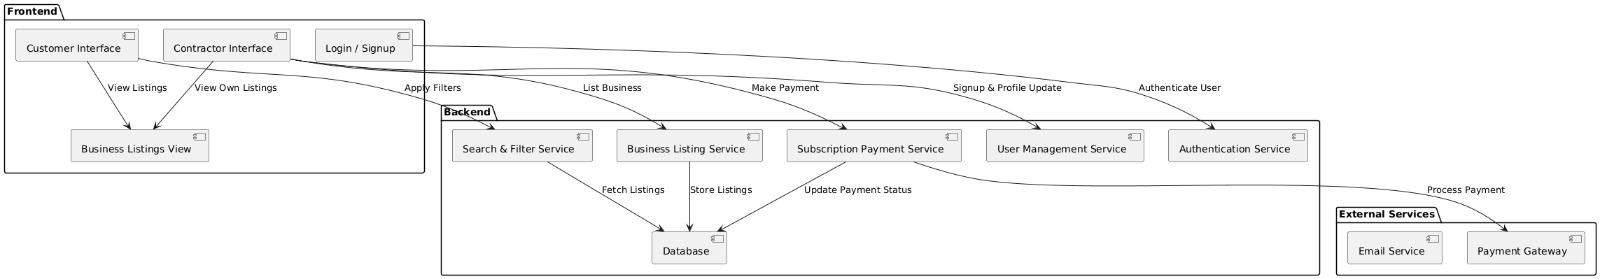 Frontend
Customer Interface
Contractor Interface
Login / Signup
View Listings
View Own Listings
Apply Filters
List Business
Make Payment
Signup & Profile Update
Authenticate User
Business Listings View
Backend
Search & Filter Service
Business Listing Service
Subscription Payment Service
User Management Service
Authentication Service
Fetch Listings
Store Listings
Update Payment Status
Process Payment
Database
External Services
Email Service
Payment Gateway